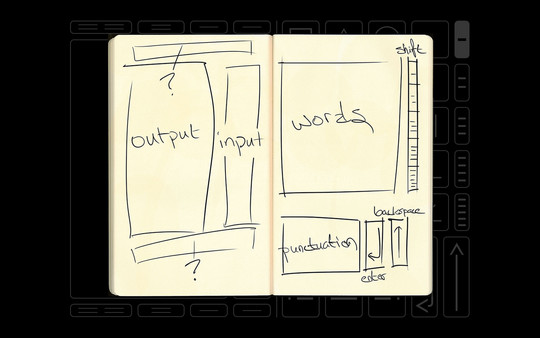 ?
output
input
?
shift
words
backspace
punctuation
enter